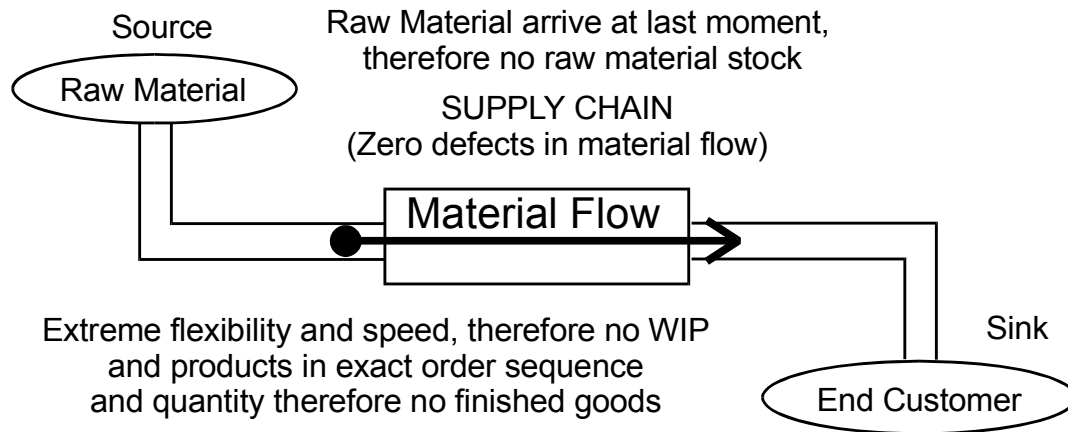 Source
Raw Material
Raw Material arrive at last moment,
therefore no raw material stock
SUPPLY CHAIN
(Zero defects in material flow)
Material Flow
Extreme flexibility and speed, therefore no WIP
and products in exact order sequence
and quantity therefore no finished goods
Sink
End Customer